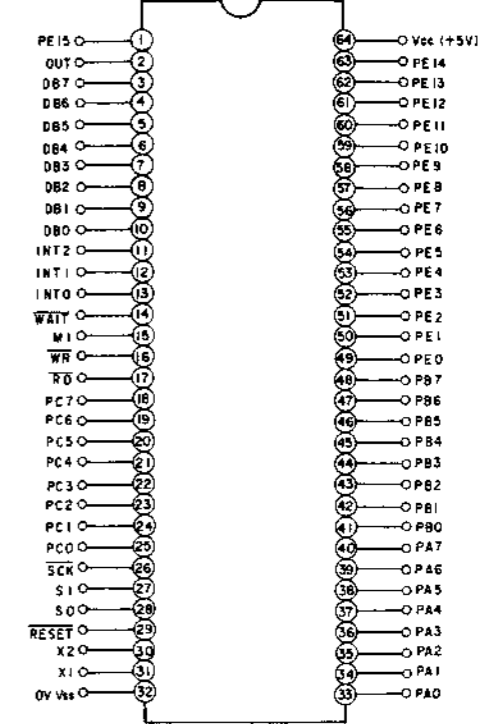 PE15 1 64 Vcc (+5V)
OUT 2 63 PE14
DB7 3 62 PE13
DB6 4 61 PE12
DB5 5 60 PE11
DB4 6 59 PE10
DB3 7 58 PE9
DB2 8 57 PE8
DB1 9 56 PE7
DB0 10 55 PE6
INT2 11 54 PE5
INT1 12 53 PE4
INT0 13 52 PE3
WAIT 14 51 PE2
M1 15 50 PE1
WR 16 49 PE0
RD 17 48 PB7
PC7 18 47 PB6
PC6 19 46 PB5
PC5 20 45 PB4
PC4 21 44 PB3
PC3 22 43 PB2
PC2 23 42 PB1
PC1 24 41 PB0
PC0 25 40 PA7
SCK 26 39 PA6
SI 27 38 PA5
SO 28 37 PA4
RESET 29 36 PA3
X2 30 35 PA2
X1 31 34 PA1
0V Vss 32 33 PA0